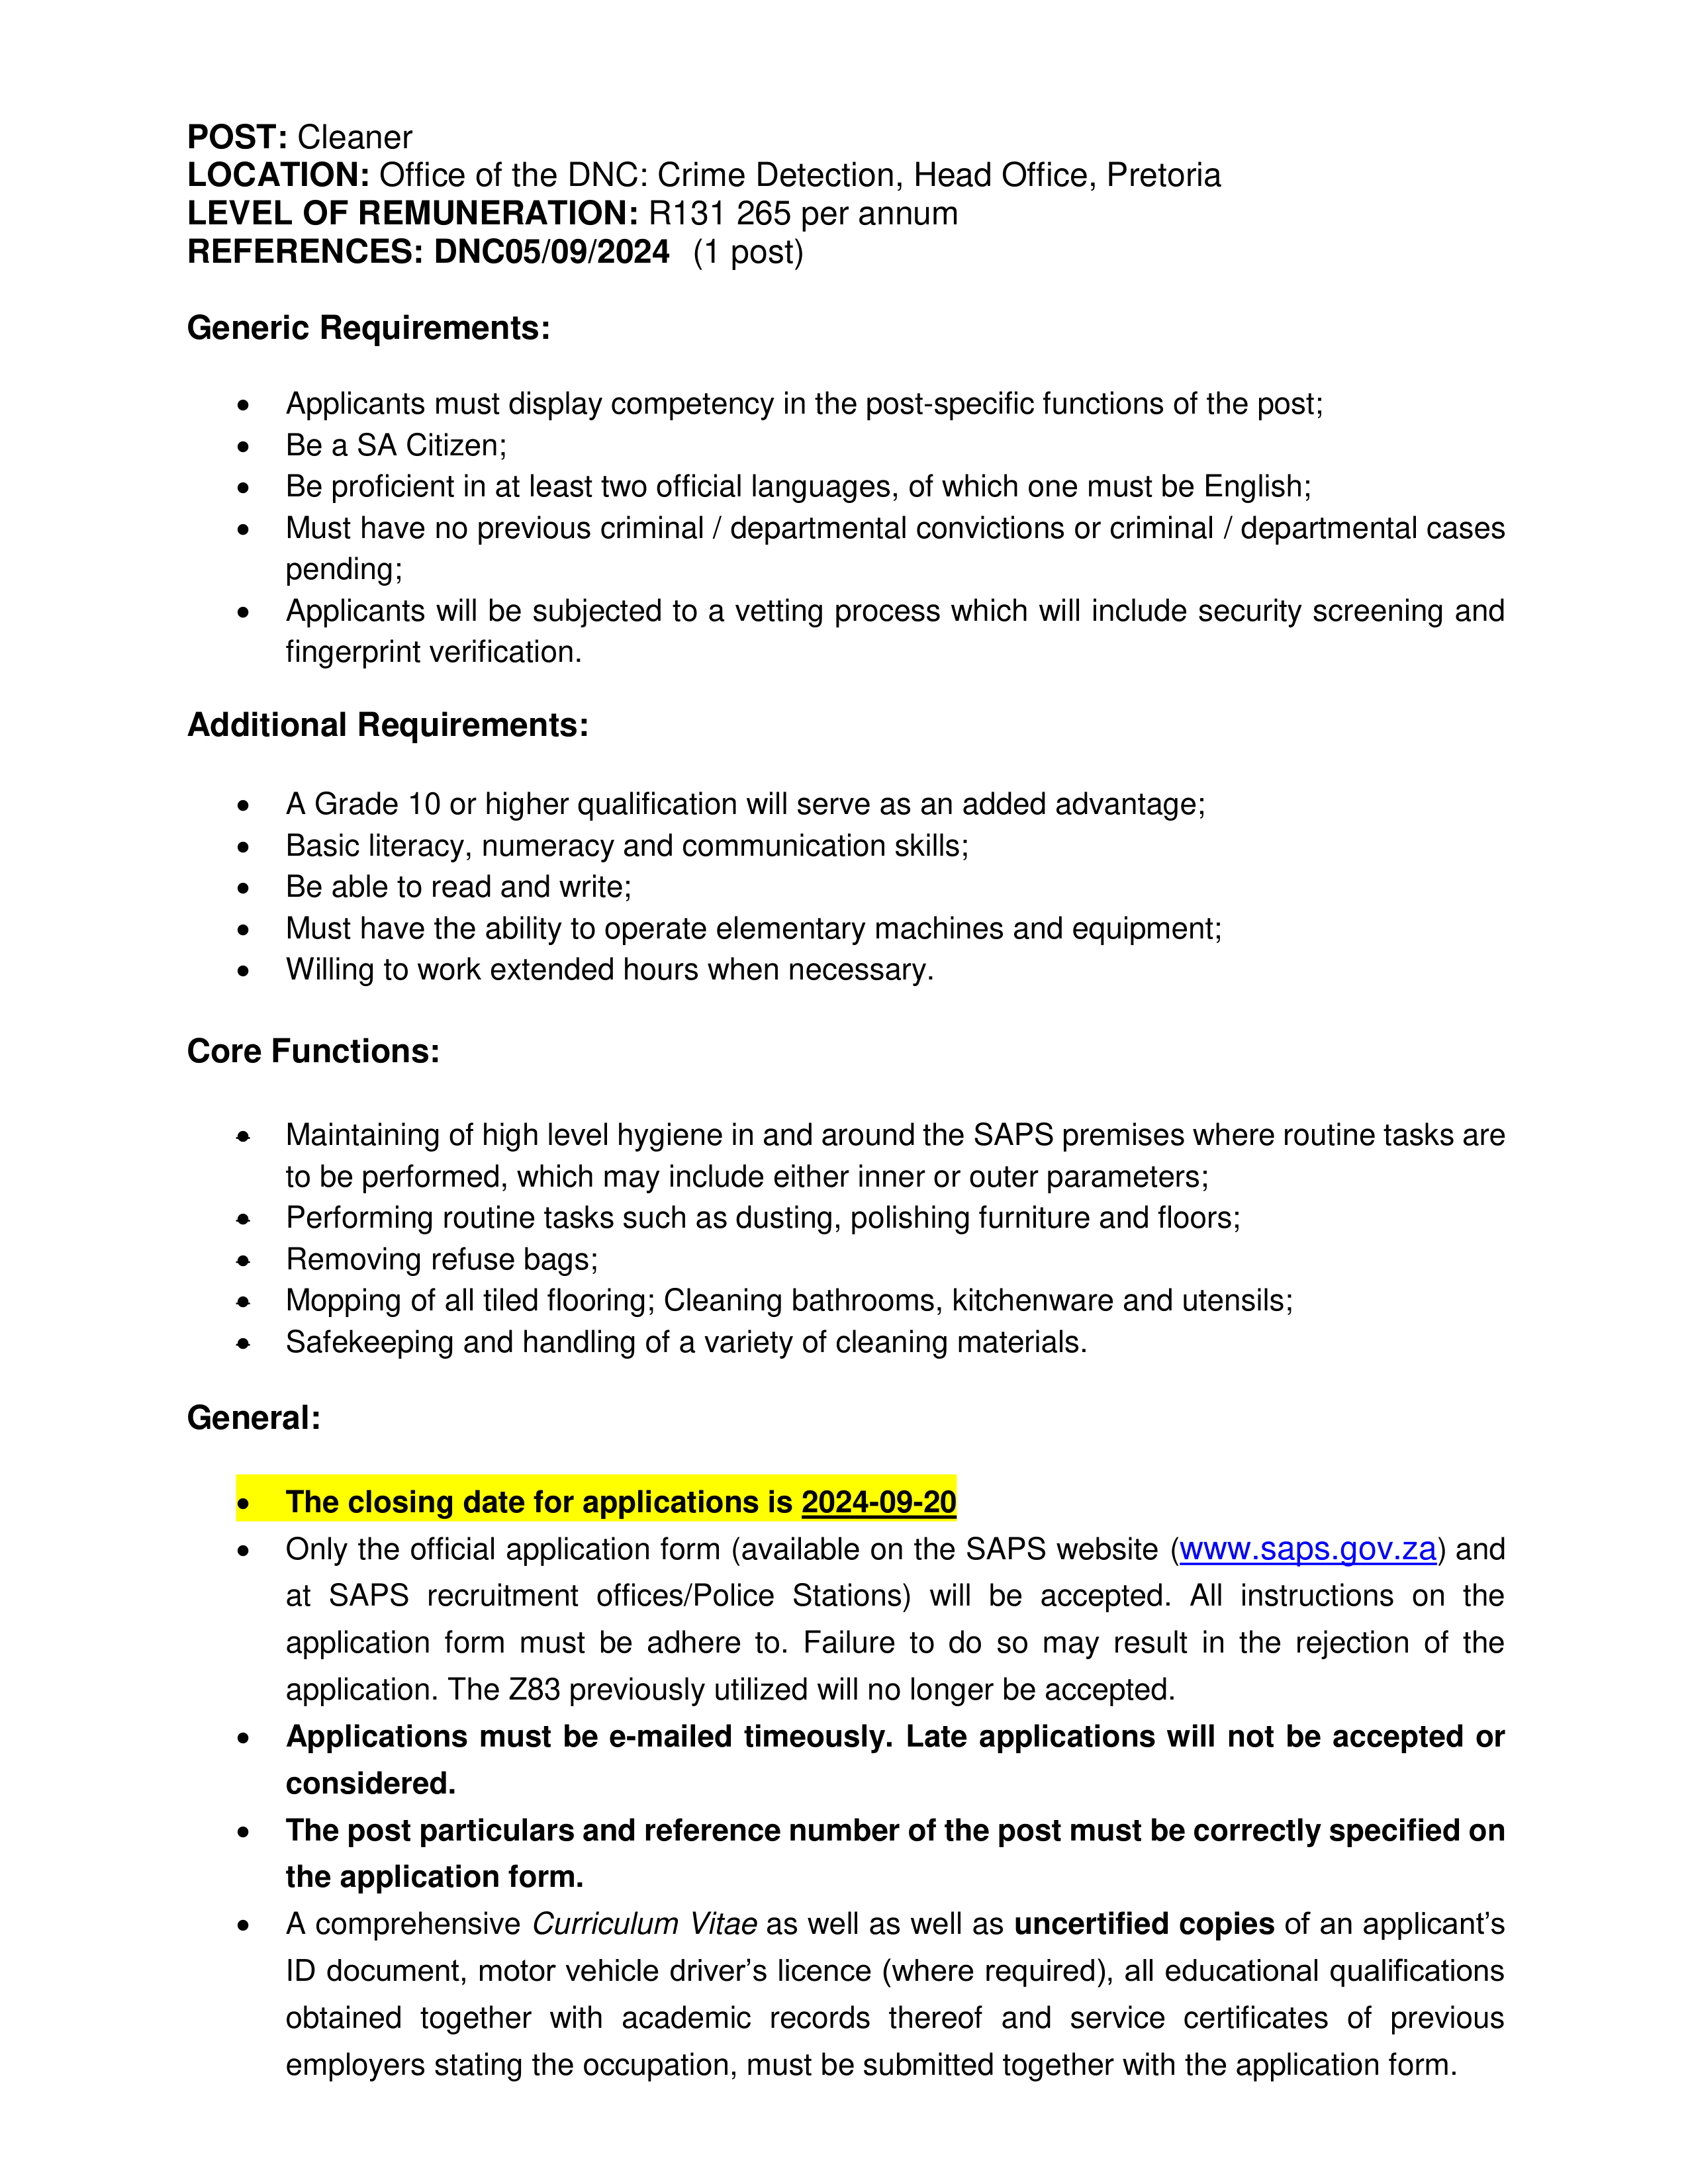 POST: Cleaner
LOCATION: Office of the DNC: Crime Detection, Head Office, Pretoria
LEVEL OF REMUNERATION: R131 265 per annum
REFERENCES: DNC05/09/2024 (1 post)
Generic Requirements:
• Applicants must display competency in the post-specific functions of the post;
• Be a SA Citizen;
• Be proficient in at least two official languages, of which one must be English;
• Must have no previous criminal / departmental convictions or criminal / departmental cases
pending;
• Applicants will be subjected to a vetting process which will include security screening and
fingerprint verification.
Additional Requirements:
• A Grade 10 or higher qualification will serve as an added advantage;
• Basic literacy, numeracy and communication skills;
• Be able to read and write;
• Must have the ability to operate elementary machines and equipment;
• Willing to work extended hours when necessary.
Core Functions:
• Maintaining of high level hygiene in and around the SAPS premises where routine tasks are
to be performed, which may include either inner or outer parameters;
• Performing routine tasks such as dusting, polishing furniture and floors;
• Removing refuse bags;
• Mopping of all tiled flooring; Cleaning bathrooms, kitchenware and utensils;
• Safekeeping and handling of a variety of cleaning materials.
General:
• The closing date for applications is 2024-09-20
• Only the official application form (available on the SAPS website (www.saps.gov.za) and
at SAPS recruitment offices/Police Stations) will be accepted. All instructions on the
application form must be adhere to. Failure to do so may result in the rejection of the
application. The Z83 previously utilized will no longer be accepted.
• Applications must be e-mailed timeously. Late applications will not be accepted or
considered.
• The post particulars and reference number of the post must be correctly specified on
the application form.
• A comprehensive Curriculum Vitae as well as well as uncertified copies of an applicant’s
ID document, motor vehicle driver’s licence (where required), all educational qualifications
obtained together with academic records thereof and service certificates of previous
employers stating the occupation, must be submitted together with the application form.